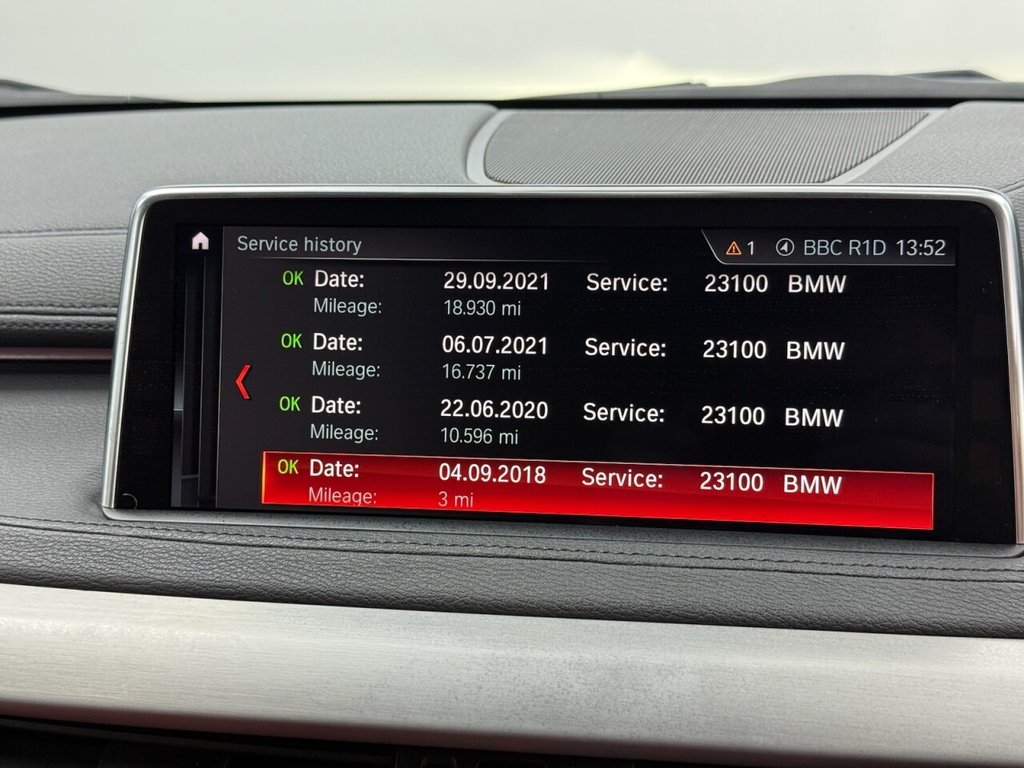 Service history 1 BBC R1D 13:52
OK Date: 29.09.2021 Service: 23100 BMW
Mileage: 18.930 mi
OK Date: 06.07.2021 Service: 23100 BMW
Mileage: 16.737 mi
OK Date: 22.06.2020 Service: 23100 BMW
Mileage: 10.596 mi
OK Date: 04.09.2018 Service: 23100 BMW
Mileage: 3 mi